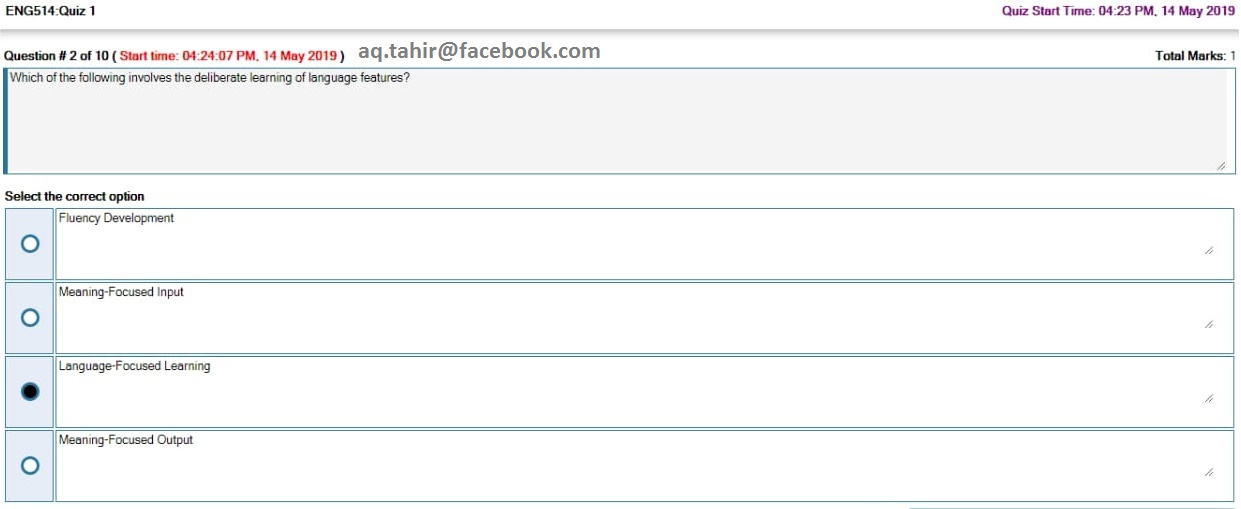 ENG514:Quiz 1 Quiz Start Time: 04:23 PM, 14 May 2019
Question # 2 of 10 ( Start time: 04:24:07 PM, 14 May 2019 ) aq.tahir@facebook.com Total Marks: 1
Which of the following involves the deliberate learning of language features?
Select the correct option
Fluency Development
Meaning-Focused Input
Language-Focused Learning
Meaning-Focused Output